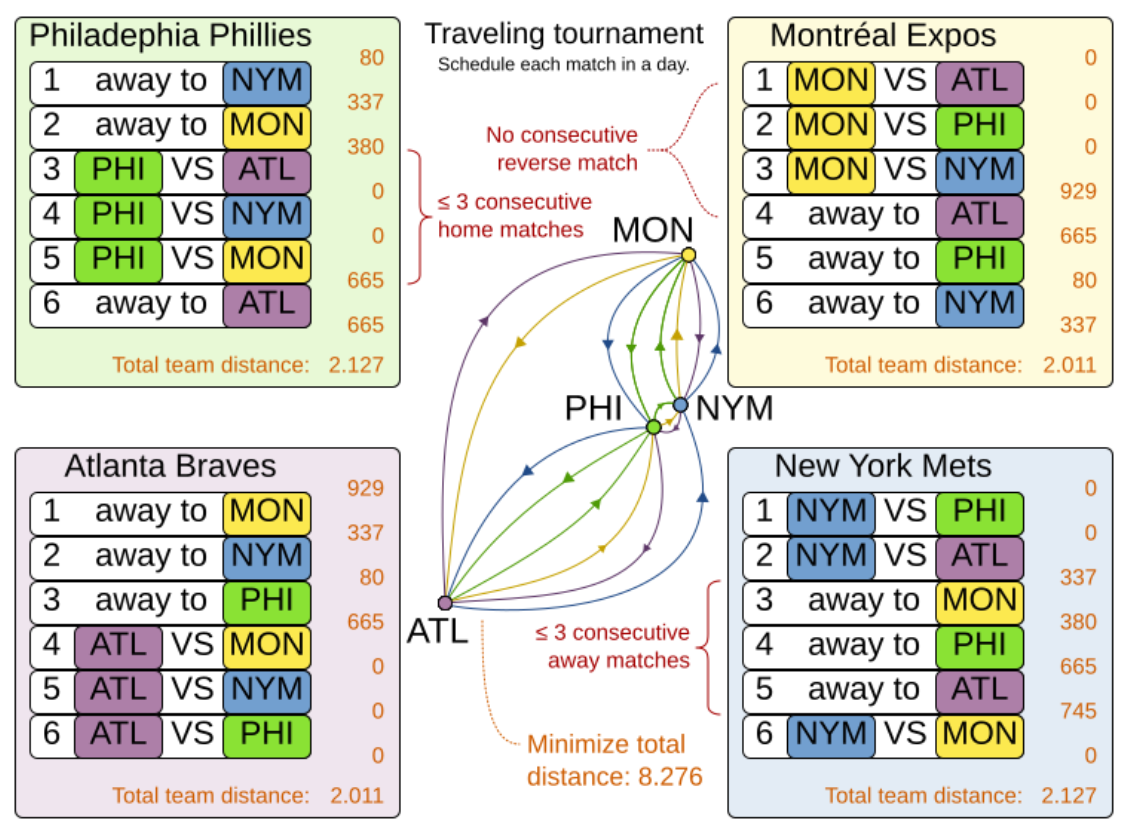 Philadephia Phillies
80
1 away to NYM
337
2 away to MON
380
3 PHI VS ATL
0
4 PHI VS NYM
0
5 PHI VS MON
665
6 away to ATL
665
Total team distance: 2.127
Traveling tournament
Schedule each match in a day.
No consecutive
reverse match
≤ 3 consecutive
home matches
Montréal Expos
0
1 MON VS ATL
0
2 MON VS PHI
0
3 MON VS NYM
929
4 away to ATL
665
5 away to PHI
80
6 away to NYM
337
Total team distance: 2.011
MON
PHI
NYM
ATL
Atlanta Braves
929
1 away to MON
337
2 away to NYM
80
3 away to PHI
665
4 ATL VS MON
0
5 ATL VS NYM
0
6 ATL VS PHI
0
Total team distance: 2.011
≤ 3 consecutive
away matches
Minimize total
distance: 8.276
New York Mets
0
1 NYM VS PHI
0
2 NYM VS ATL
337
3 away to MON
380
4 away to PHI
665
5 away to ATL
745
6 NYM VS MON
0
Total team distance: 2.127